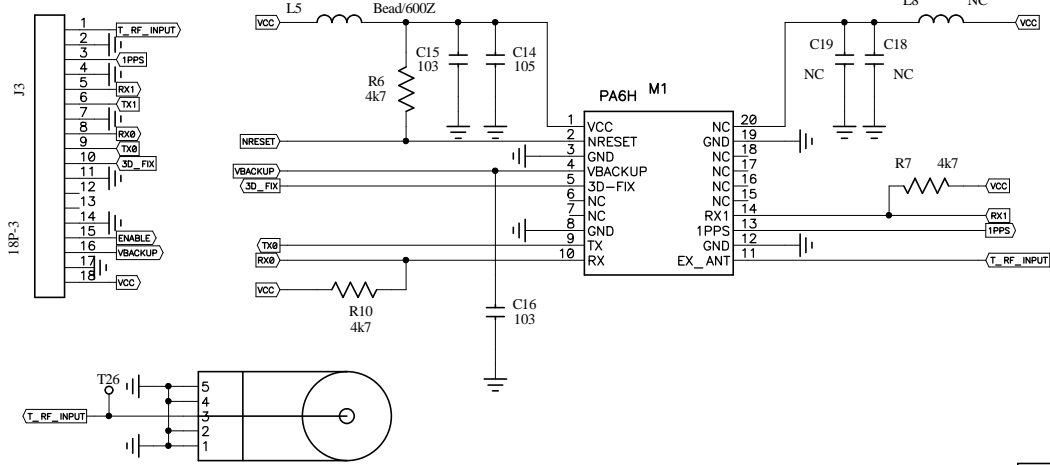 J3
18P-3
1 T_RF_INPUT
2
3 1PPS
4
5 RX1
6 TX1
7
8 RX0
9 TX0
10 3D_FIX
11
12
13
14
15 ENABLE
16 VBACKUP
17
18 VCC
VCC
L5
Bead/600Z
R6
4k7
C15
103
C14
105
NRESET
VBACKUP
3D_FIX
TX0
RX0
VCC
R10
4k7
C16
103
PA6H
M1
1 VCC
2 NRESET
3 GND
4 VBACKUP
5 3D-FIX
6 NC
7 NC
8 GND
9 TX
10 RX
NC 20
GND 19
NC 18
NC 17
NC 16
NC 15
RX1 14
1PPS 13
GND 12
EX_ANT 11
L8
NC
VCC
C19
NC
C18
NC
R7
4k7
VCC
RX1
1PPS
T_RF_INPUT
T26
T_RF_INPUT
5
4
3
2
1